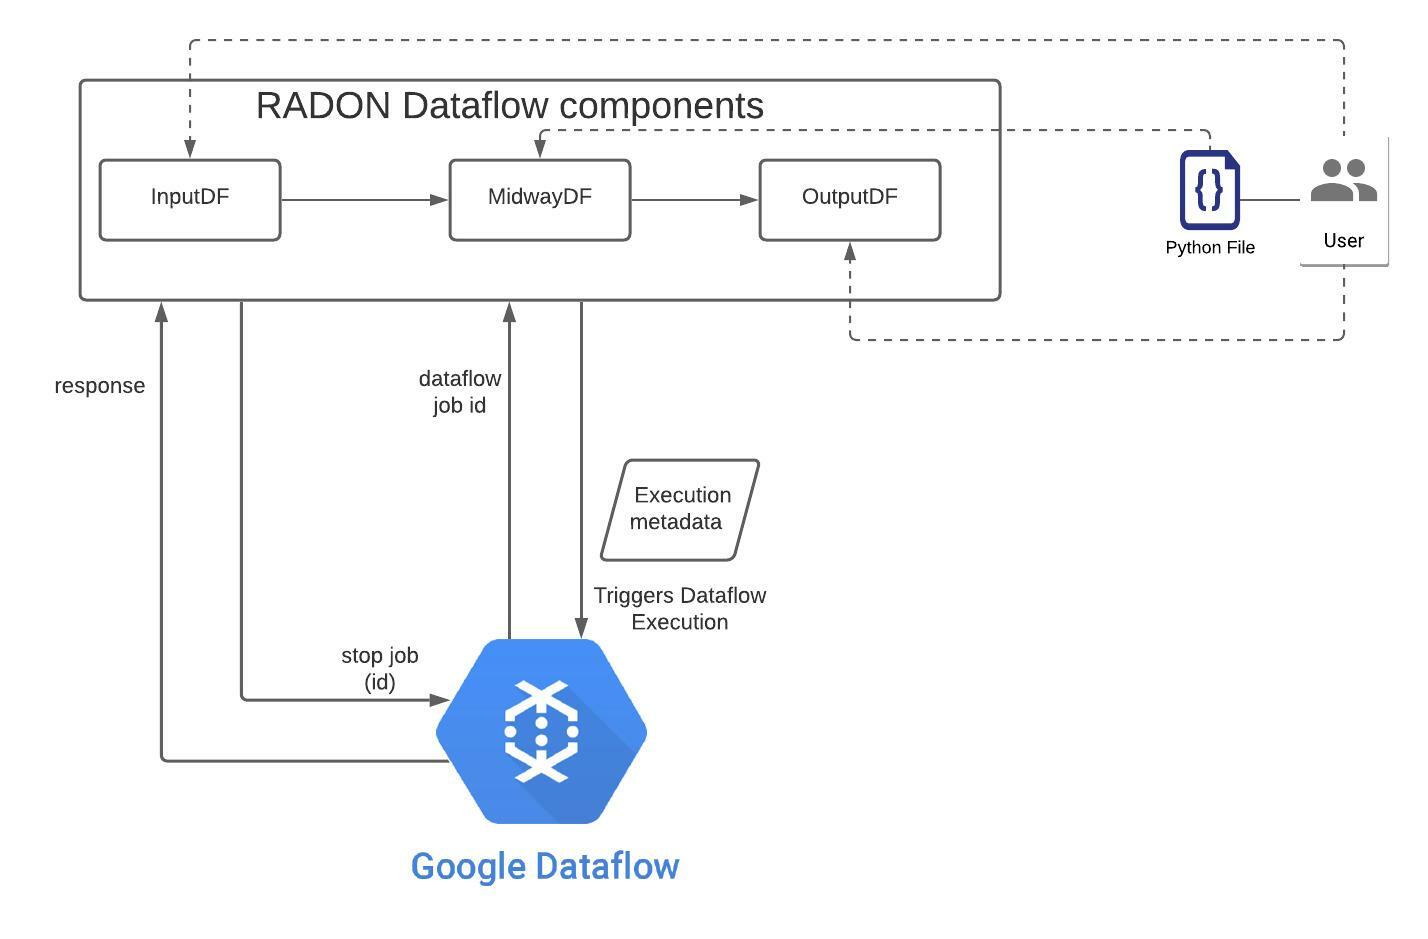 RADON Dataflow components
InputDF
MidwayDF
OutputDF
{}
Python File
User
response
dataflow
job id
Execution
metadata
Triggers Dataflow
Execution
stop job
(id)
Google Dataflow